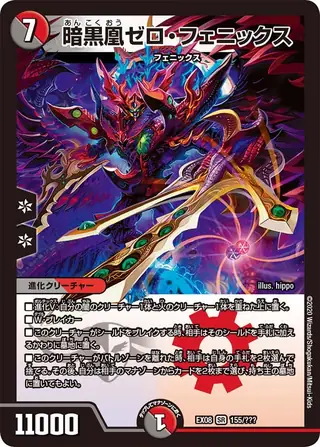 7
あんこくおう
暗黒凰 ゼロ・フェニックス
フェニックス
illus. hippo
進化クリーチャー
■進化V-自分の闇のクリーチャー1体と火のクリーチャー1体を重ねた上に置く。
■W・ブレイカー
■このクリーチャーがシールドをブレイクする時、相手はそのシールドを手札に加え
るかわりに墓地に置く。
■このクリーチャーがバトルゾーンを離れた時、相手は自身の手札を2枚選んで
捨てる。その後、自分は相手のマナゾーンからカードを2枚まで選び、持ち主の墓
地に置く。
©2020 Wizards/Shogakukan/Mitsui-Kids
11000
1
EX08 SR 155/???